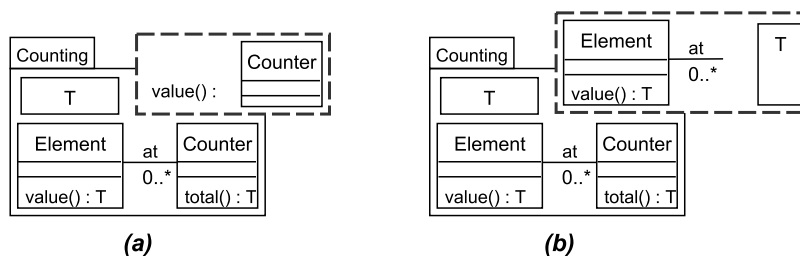 Counting
Counter
value() :
T
Element
at
Counter
0..*
value() : T
total() : T
(a)
Element
at
T
Counting
0..*
value() : T
T
Element
at
Counter
0..*
value() : T
total() : T
(b)